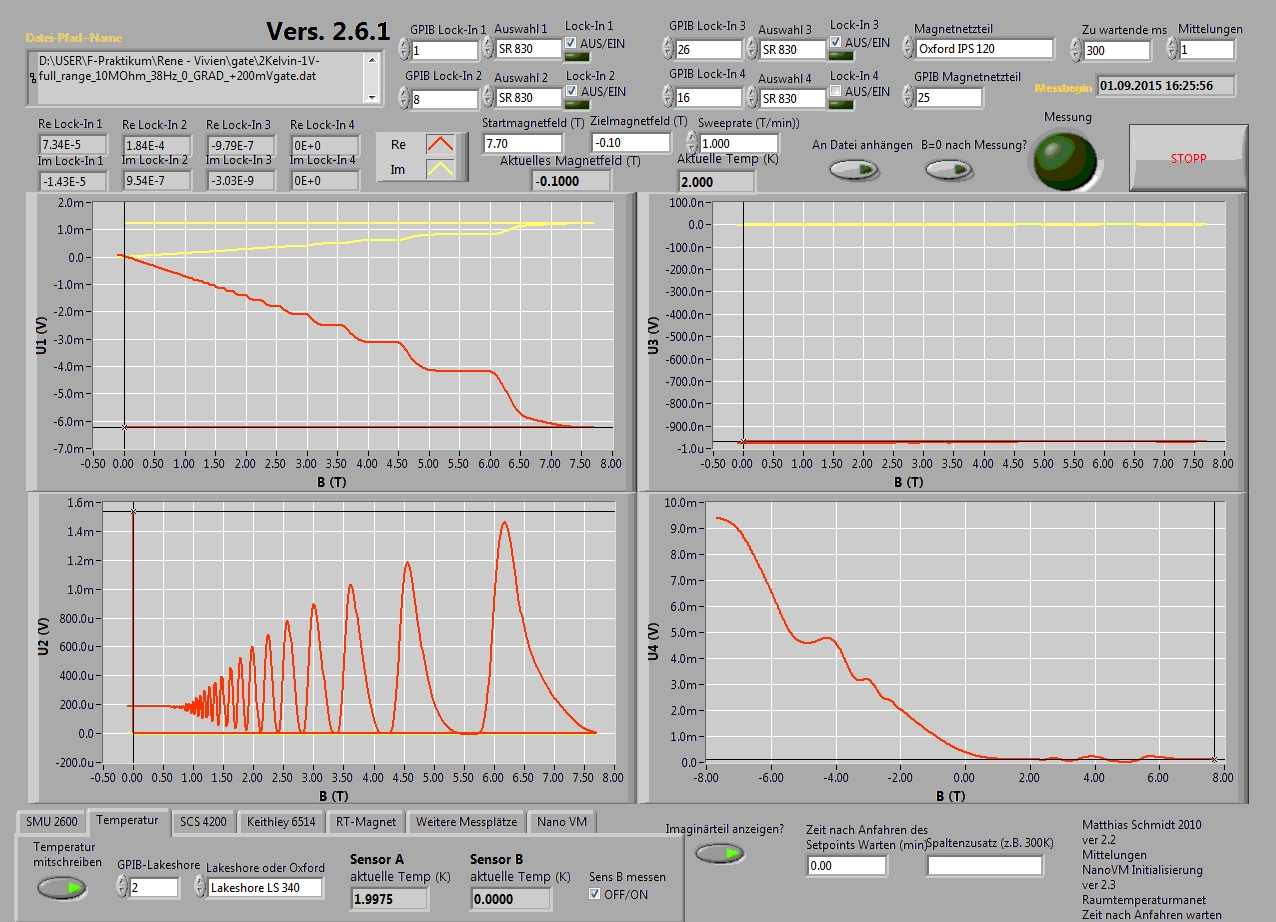 Vers. 2.6.1
Datei-Pfad--Name
D:\USER\F-Praktikum\Rene - Vivien\gate\2Kelvin-1V-
full_range_10MOhm_38Hz_0_GRAD_+200mVgate.dat
GPIB Lock-In 1 Auswahl 1 Lock-In 1
1 SR 830 AUS/EIN
GPIB Lock-In 2 Auswahl 2 Lock-In 2
8 SR 830 AUS/EIN
GPIB Lock-In 3 Auswahl 3 Lock-In 3
26 SR 830 AUS/EIN
GPIB Lock-In 4 Auswahl 4 Lock-In 4
16 SR 830 AUS/EIN
Magnetnetzteil
Oxford IPS 120
GPIB Magnetnetzteil
25
Zu wartende ms Mittelungen
300 1
Messbegin 01.09.2015 16:25:56
Re Lock-In 1 Re Lock-In 2 Re Lock-In 3 Re Lock-In 4
7.34E-5 1.84E-4 -9.79E-7 0E+0
Im Lock-In 1 Im Lock-In 2 Im Lock-In 3 Im Lock-In 4
-1.43E-5 9.54E-7 -3.03E-9 0E+0
Re
Im
Startmagnetfeld (T) Zielmagnetfeld (T) Sweeprate (T/min))
7.70 -0.10 1.000
Aktuelles Magnetfeld (T) Aktuelle Temp (K)
-0.1000 2.000
An Datei anhängen B=0 nach Messung?
Messung
STOPP
2.0m
1.0m
0.0
-1.0m
-2.0m
-3.0m
-4.0m
-5.0m
-6.0m
-7.0m
U1 (V)
-0.50 0.00 0.50 1.00 1.50 2.00 2.50 3.00 3.50 4.00 4.50 5.00 5.50 6.00 6.50 7.00 7.50 8.00
B (T)
100.0n
0.0
-100.0n
-200.0n
-300.0n
-400.0n
-500.0n
-600.0n
-700.0n
-800.0n
-900.0n
-1.0u
U3 (V)
-0.50 0.00 0.50 1.00 1.50 2.00 2.50 3.00 3.50 4.00 4.50 5.00 5.50 6.00 6.50 7.00 7.50 8.00
B (T)
1.6m
1.4m
1.2m
1.0m
800.0u
600.0u
400.0u
200.0u
0.0
-200.0u
U2 (V)
-0.50 0.00 0.50 1.00 1.50 2.00 2.50 3.00 3.50 4.00 4.50 5.00 5.50 6.00 6.50 7.00 7.50 8.00
B (T)
10.0m
9.0m
8.0m
7.0m
6.0m
5.0m
4.0m
3.0m
2.0m
1.0m
0.0
U4 (V)
-8.00 -6.00 -4.00 -2.00 0.00 2.00 4.00 6.00 8.00
B (T)
SMU 2600 Temperatur SCS 4200 Keithley 6514 RT-Magnet Weitere Messplätze Nano VM
Temperatur
mitschreiben
GPIB-Lakeshore Lakeshore oder Oxford
2 Lakeshore LS 340
Sensor A
aktuelle Temp (K)
1.9975
Sensor B
aktuelle Temp (K)
0.0000
Sens B messen
OFF/ON
Imaginärteil anzeigen?
Zeit nach Anfahren des
Setpoints Warten (min)
0.00
Spaltenzusatz (z.B. 300K)
Matthias Schmidt 2010
ver 2.2
Mittelungen
NanoVM Initialisierung
ver 2.3
Raumtemperaturmanet
Zeit nach Anfahren warten